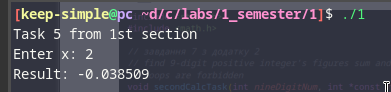 [keep-simple@pc ~/d/c/labs/1_semester/1]$ ./1
Task 5 from 1st section
Enter x: 2
Result: -0.038509